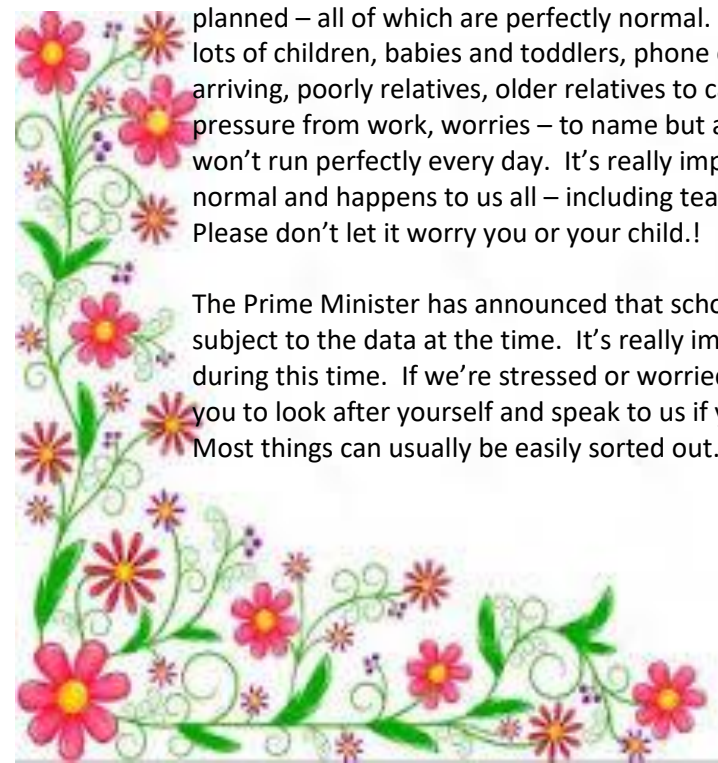 planned – all of which are perfectly normal.
lots of children, babies and toddlers, phone
arriving, poorly relatives, older relatives to
pressure from work, worries – to name but
won’t run perfectly every day.  It’s really
normal and happens to us all – including
Please don’t let it worry you or your child.!
The Prime Minister has announced that
subject to the data at the time.  It’s really
during this time.  If we’re stressed or worried
you to look after yourself and speak to us if
Most things can usually be easily sorted out.